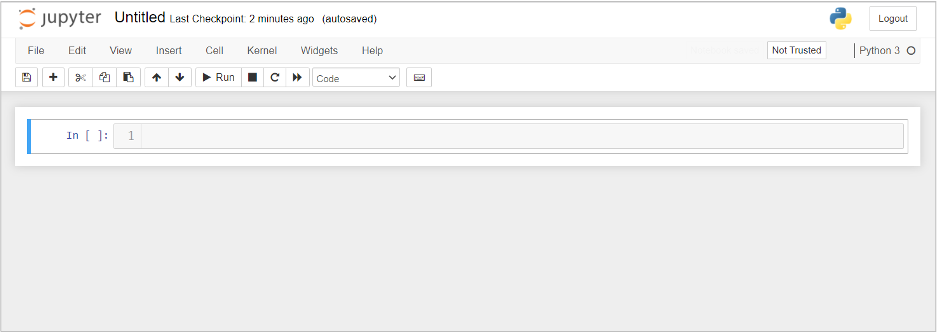 jupyter Untitled Last Checkpoint: 2 minutes ago (autosaved) Logout
File Edit View Insert Cell Kernel Widgets Help Not Trusted Python 3
Run Code
In [ ]: 1